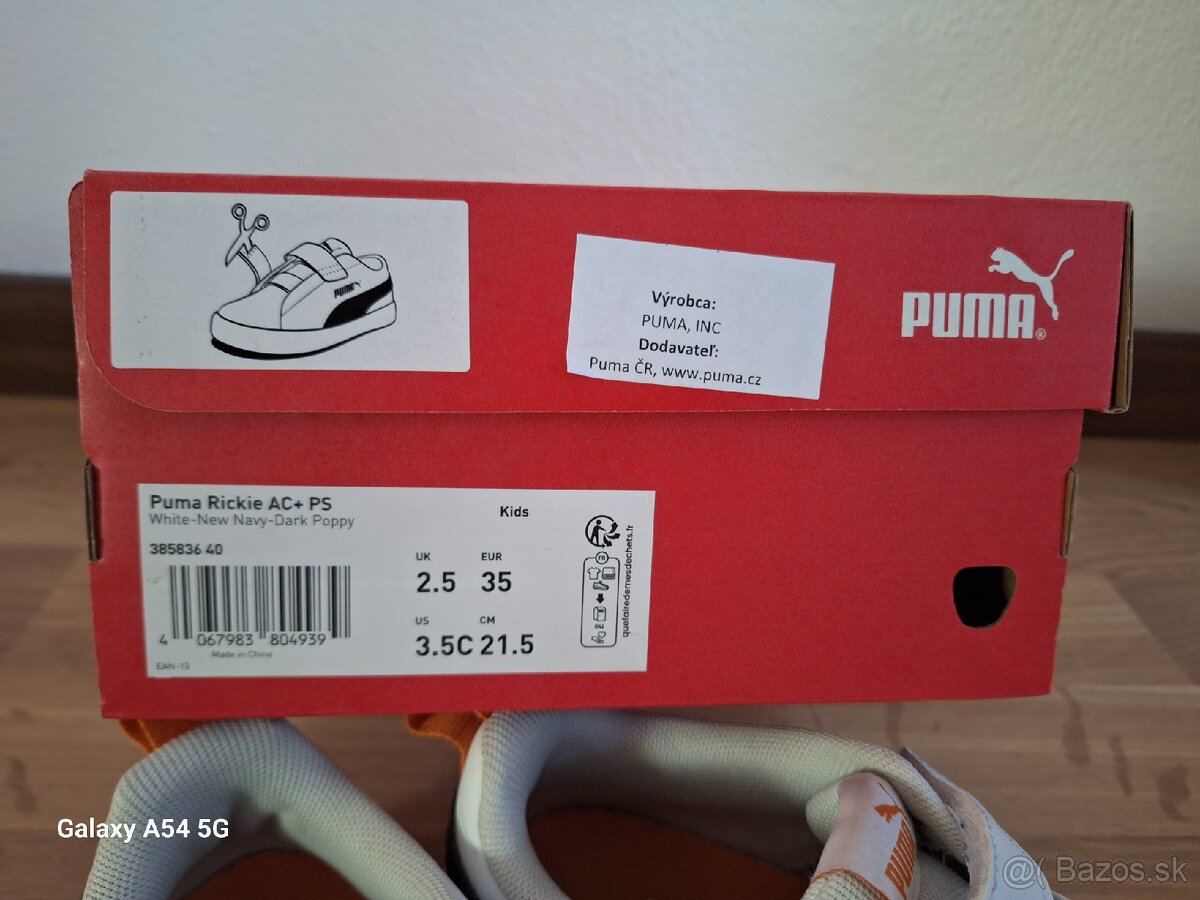 PUMA
Výrobca:
PUMA, INC
Dodavateľ:
Puma ČR, www.puma.cz
PUMA®
Puma Rickie AC+ PS
White-New Navy-Dark Poppy
Kids
385836 40
UK EUR
2.5 35
US CM
3.5C 21.5
4 067983 804939
Made in China
EAN-13
FR
quefairedemesdechets.fr
PUMA
Galaxy A54 5G
@( Bazos.sk